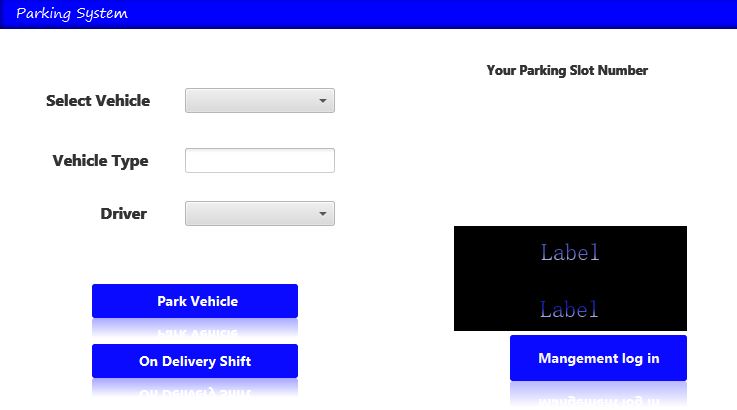 Parking System
Your Parking Slot Number
Select Vehicle
Vehicle Type
Driver
Label
Label
Park Vehicle
On Delivery Shift
Mangement log in